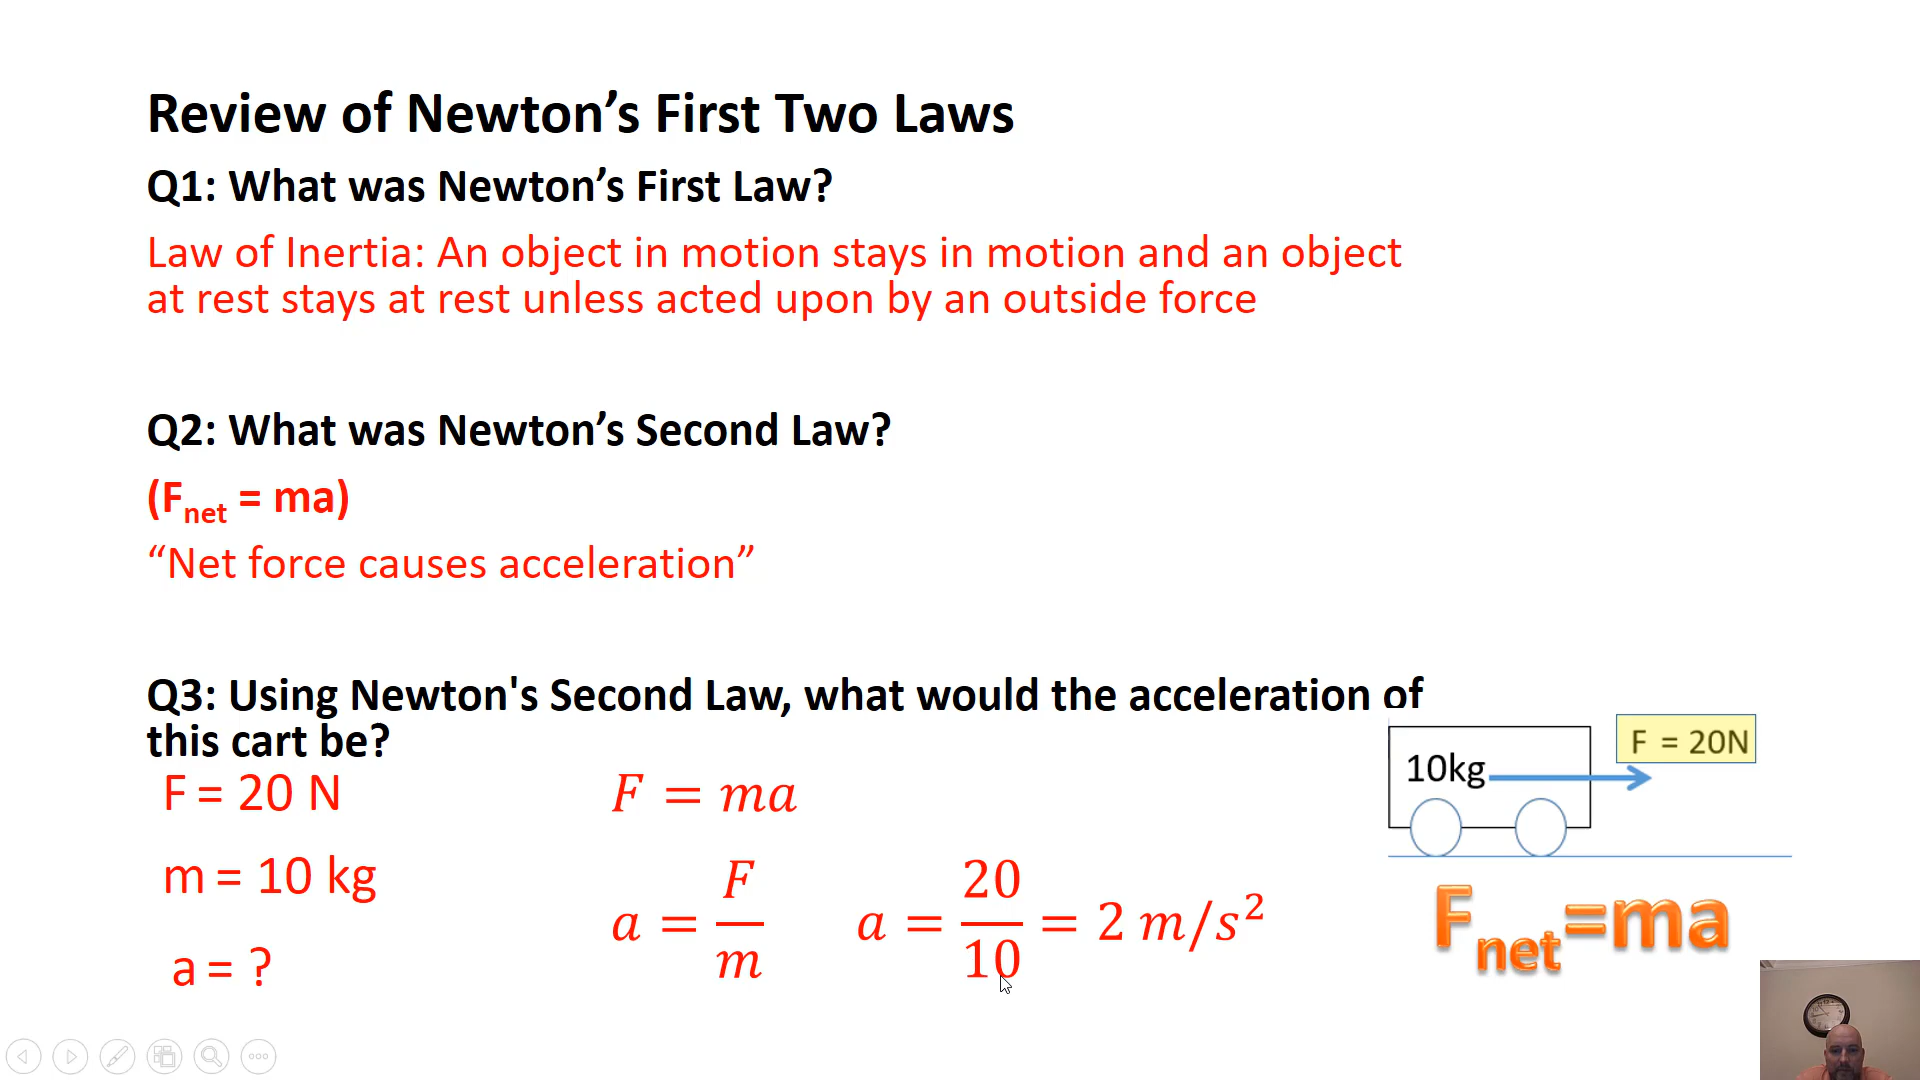 Review of Newton’s First Two Laws
Q1: What was Newton’s First Law?
Law of Inertia: An object in motion stays in motion and an object
at rest stays at rest unless acted upon by an outside force
Q2: What was Newton’s Second Law?
(Fnet = ma)
“Net force causes acceleration”
Q3: Using Newton's Second Law, what would the acceleration of
this cart be?
F = 20 N
m = 10 kg
a = ?
F = ma
a = F/m
a = 20/10 = 2 m/s²
10kg
F = 20N
Fnet=ma